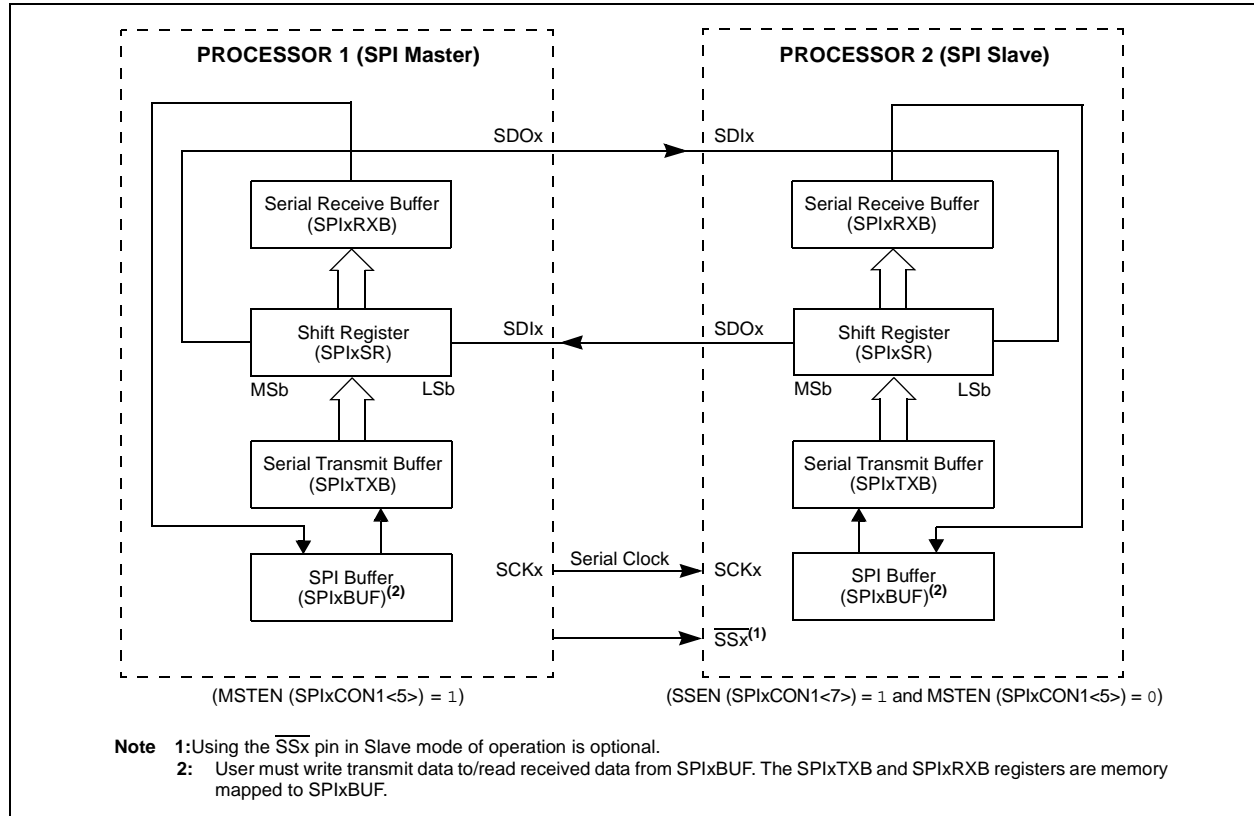 PROCESSOR 1 (SPI Master)
PROCESSOR 2 (SPI Slave)
SDOx
SDIx
Serial Receive Buffer
(SPIxRXB)
Serial Receive Buffer
(SPIxRXB)
Shift Register
(SPIxSR)
SDIx
SDOx
Shift Register
(SPIxSR)
MSb
LSb
MSb
LSb
Serial Transmit Buffer
(SPIxTXB)
Serial Transmit Buffer
(SPIxTXB)
SPI Buffer
(SPIxBUF)(2)
SCKx
Serial Clock
SCKx
SPI Buffer
(SPIxBUF)(2)
SSx(1)
(MSTEN (SPIxCON1<5>) = 1)
(SSEN (SPIxCON1<7>) = 1 and MSTEN (SPIxCON1<5>) = 0)
Note 1:Using the SSx pin in Slave mode of operation is optional.
2: User must write transmit data to/read received data from SPIxBUF. The SPIxTXB and SPIxRXB registers are memory
mapped to SPIxBUF.